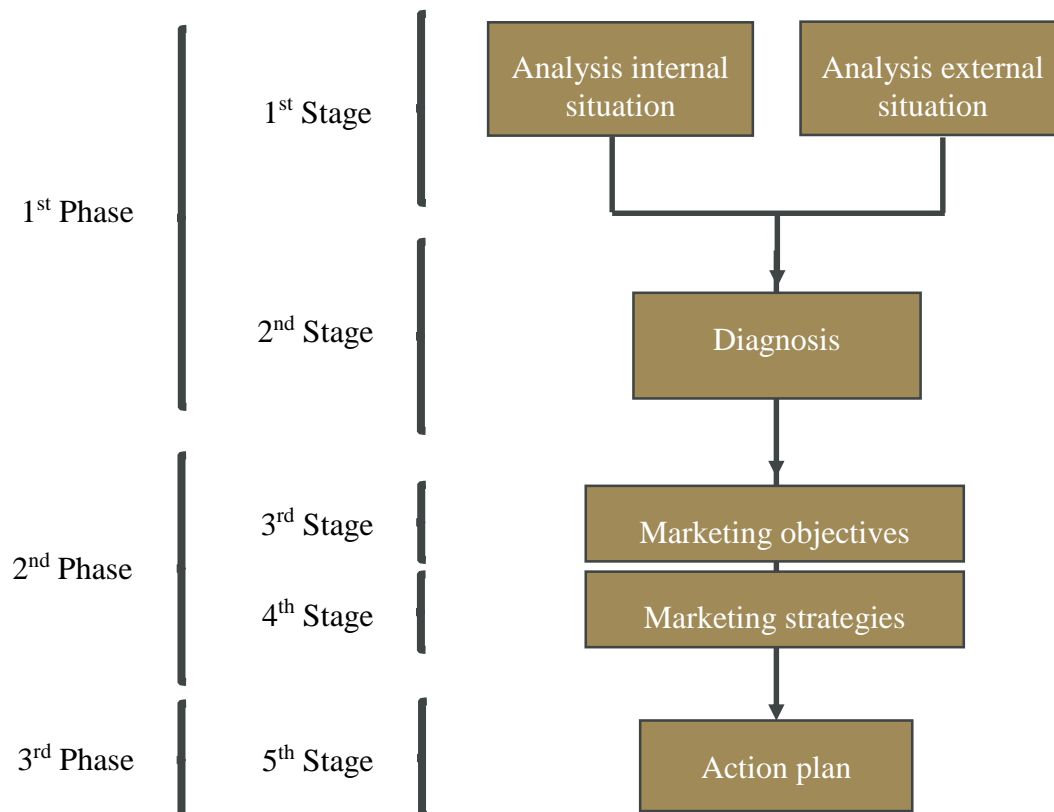 Analysis internal
situation
Analysis external
situation
1st Stage
1st Phase
2nd Stage
Diagnosis
3rd Stage
Marketing objectives
2nd Phase
4th Stage
Marketing strategies
3rd Phase
5th Stage
Action plan